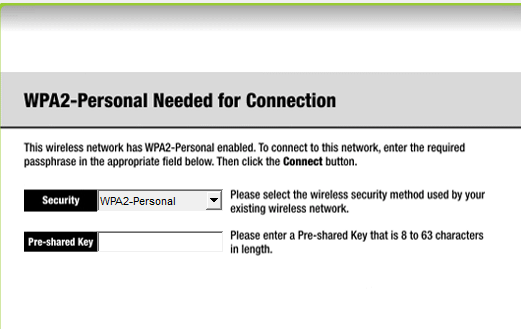 WPA2-Personal Needed for Connection
This wireless network has WPA2-Personal enabled. To connect to this network, enter the required
passphrase in the appropriate field below. Then click the Connect button.
Security WPA2-Personal Please select the wireless security method used by your
existing wireless network.
Pre-shared Key Please enter a Pre-shared Key that is 8 to 63 characters
in length.